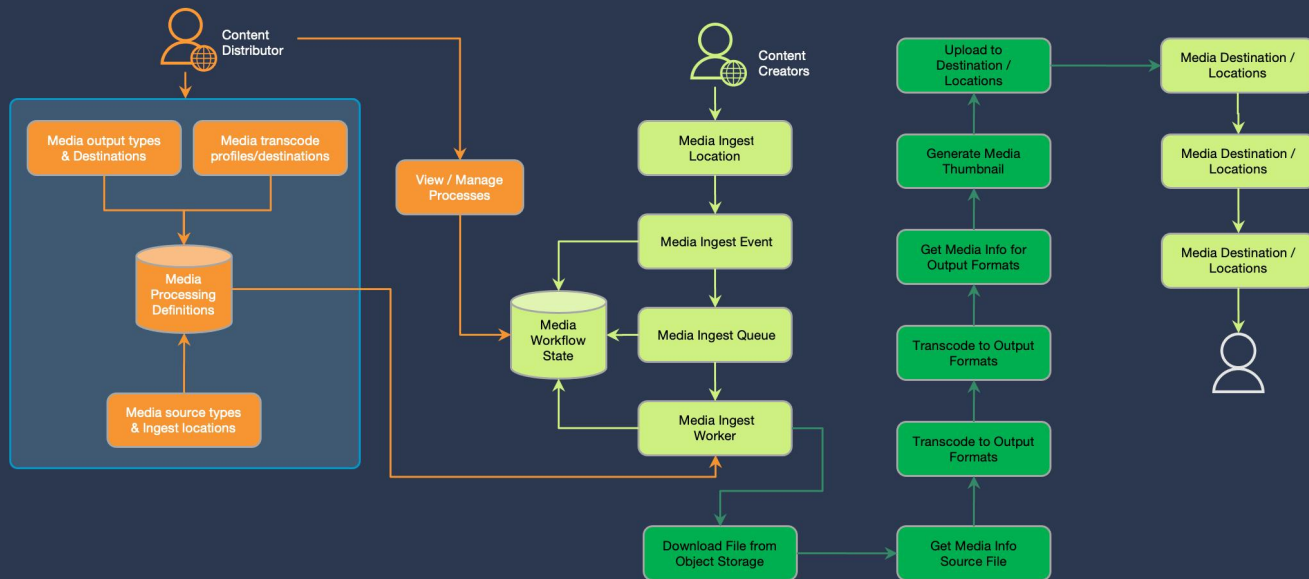 Content
Distributor
Media output types
& Destinations
Media transcode
profiles/destinations
Media
Processing
Definitions
Media source types
& Ingest locations
View / Manage
Processes
Content
Creators
Media Ingest
Location
Media Ingest Event
Media Ingest Queue
Media
Workflow
State
Media Ingest
Worker
Download File from
Object Storage
Get Media Info
Source File
Transcode to Output
Formats
Transcode to Output
Formats
Get Media Info for
Output Formats
Generate Media
Thumbnail
Upload to
Destination /
Locations
Media Destination /
Locations
Media Destination /
Locations
Media Destination /
Locations